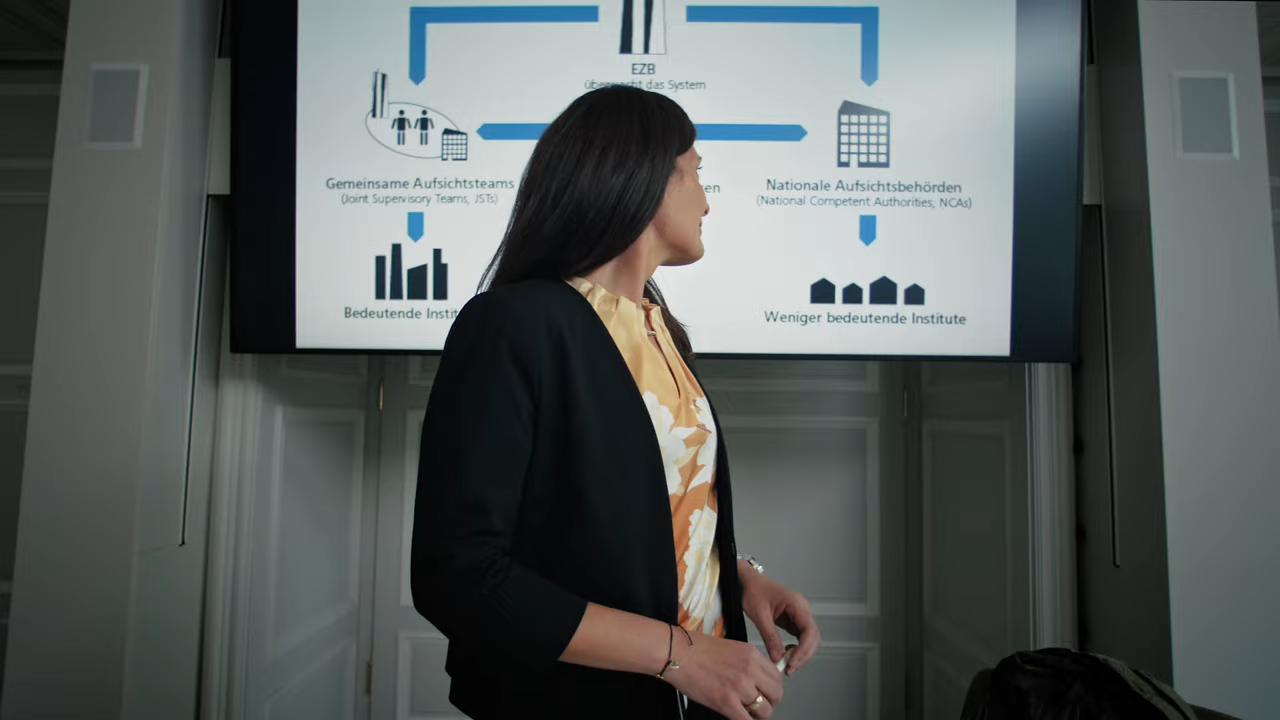 EZB
überwacht das System
Gemeinsame Aufsichtsteams
(Joint Supervisory Teams, JSTs)
Nationale Aufsichtsbehörden
(National Competent Authorities, NCAs)
Bedeutende
Weniger bedeutende Institute